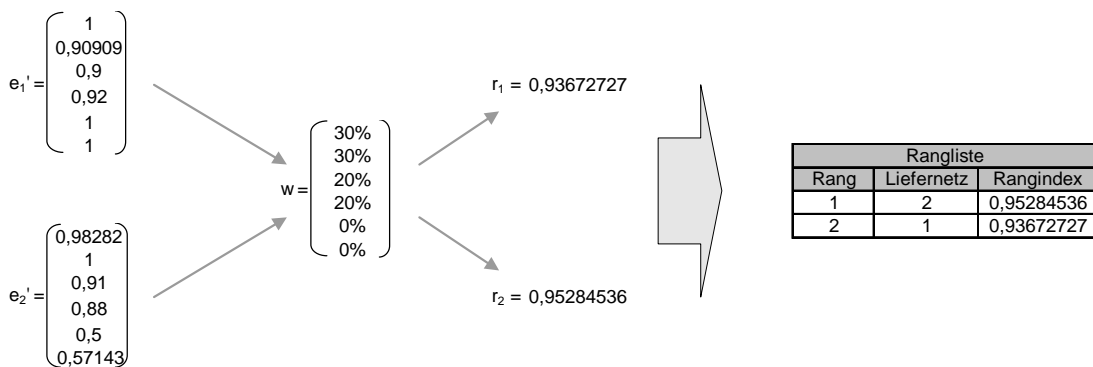 e₁' =
1
0,90909
0,9
0,92
1
1
e₂' =
0,98282
1
0,91
0,88
0,5
0,57143
w =
30%
30%
20%
20%
0%
0%
r₁ = 0,93672727
r₂ = 0,95284536
Rangliste
Rang Liefernetz Rangindex
1 2 0,95284536
2 1 0,93672727